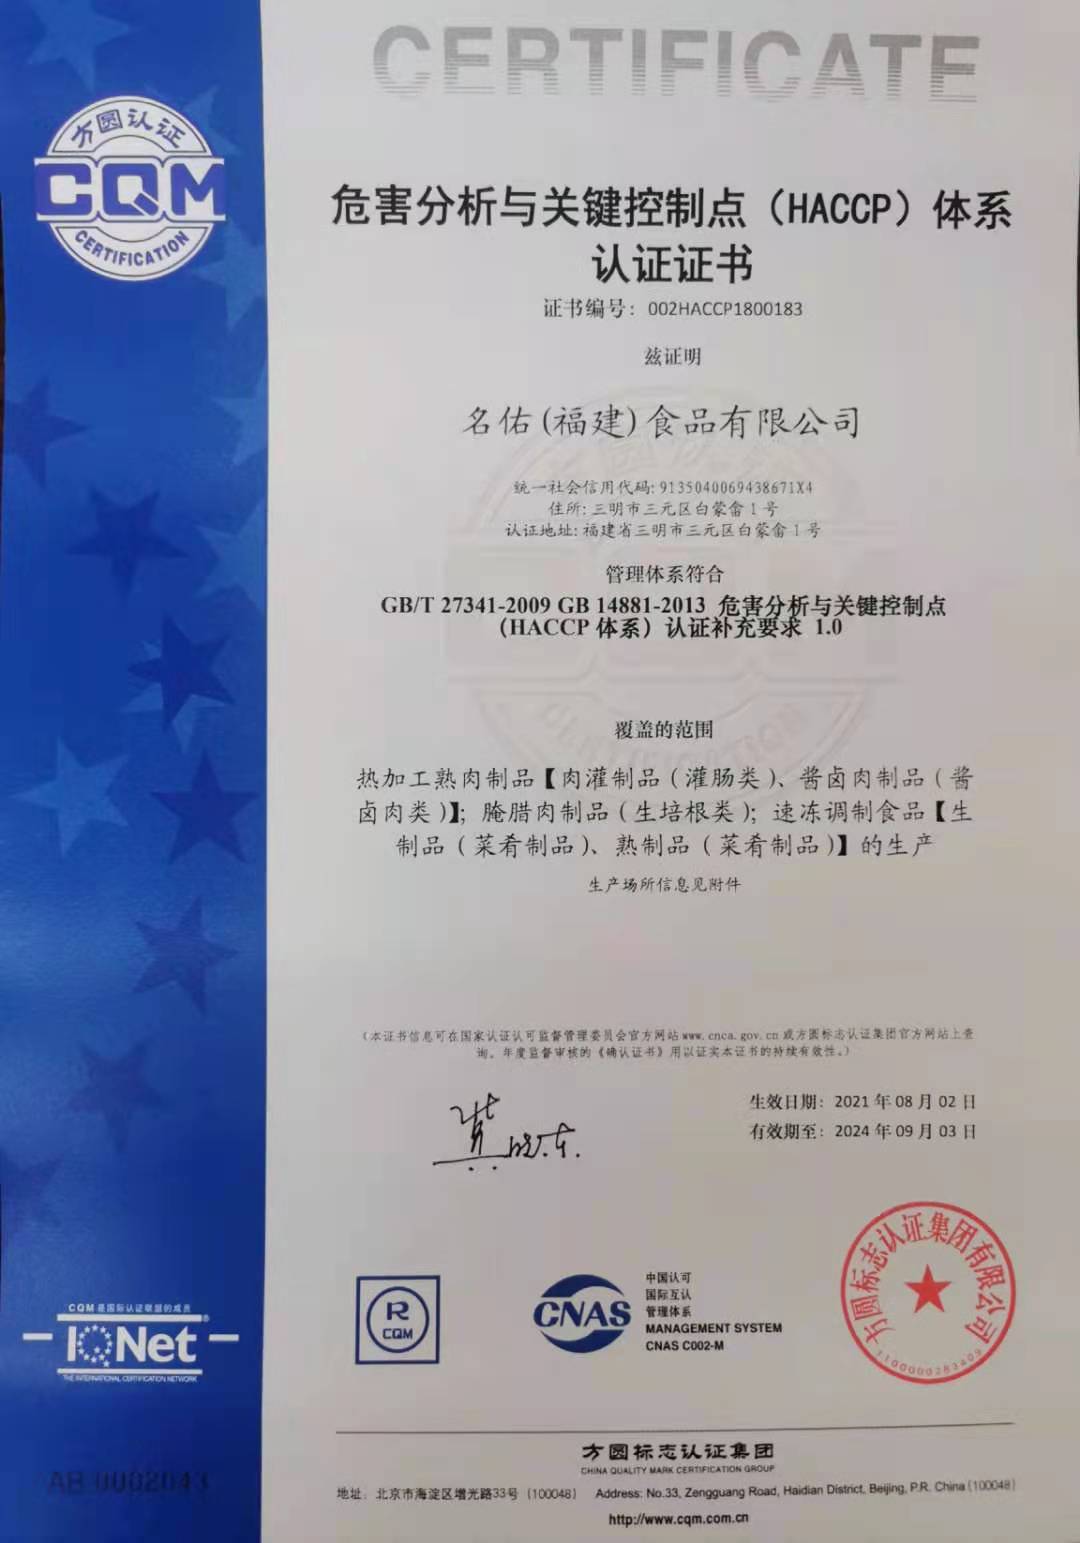 CERTIFICATE
方圆认证
CQM
CERTIFICATION
危害分析与关键控制点（HACCP）体系
认证证书
证书编号：002HACCP1800183
兹证明
名佑(福建)食品有限公司
统一社会信用代码:9135040069438671X4
住所:三明市三元区白蒙畲1号
认证地址:福建省三明市三元区白蒙畲1号
管理体系符合
GB/T 27341-2009 GB 14881-2013 危害分析与关键控制点
（HACCP 体系）认证补充要求 1.0
覆盖的范围
热加工熟肉制品【肉灌制品（灌肠类）、酱卤肉制品（酱
卤肉类）】；腌腊肉制品（生培根类）；速冻调制食品【生
制品（菜肴制品）、熟制品（菜肴制品）】的生产
生产场所信息见附件
（本证书信息可在国家认证认可监督管理委员会官方网站 www.cnca.gov.cn 或方圆标志认证集团官方网站上查
询。年度监督审核的《确认证书》用以证实本证书的持续有效性。）
生效日期：2021 年 08 月 02 日
有效期至：2024 年 09 月 03 日
方圆标志认证集团有限公司
1100000283409
R
CQM
CNAS
中国认可
国际互认
管理体系
MANAGEMENT SYSTEM
CNAS C002-M
CQM 是国际认证联盟的成员
IQNet
THE INTERNATIONAL CERTIFICATION NETWORK
AB 0002043
方圆标志认证集团
CHINA QUALITY MARK CERTIFICATION GROUP
地址：北京市海淀区增光路33号（100048） Address: No.33, Zengguang Road, Haidian District, Beijing, P.R. China (100048)
http://www.cqm.com.cn